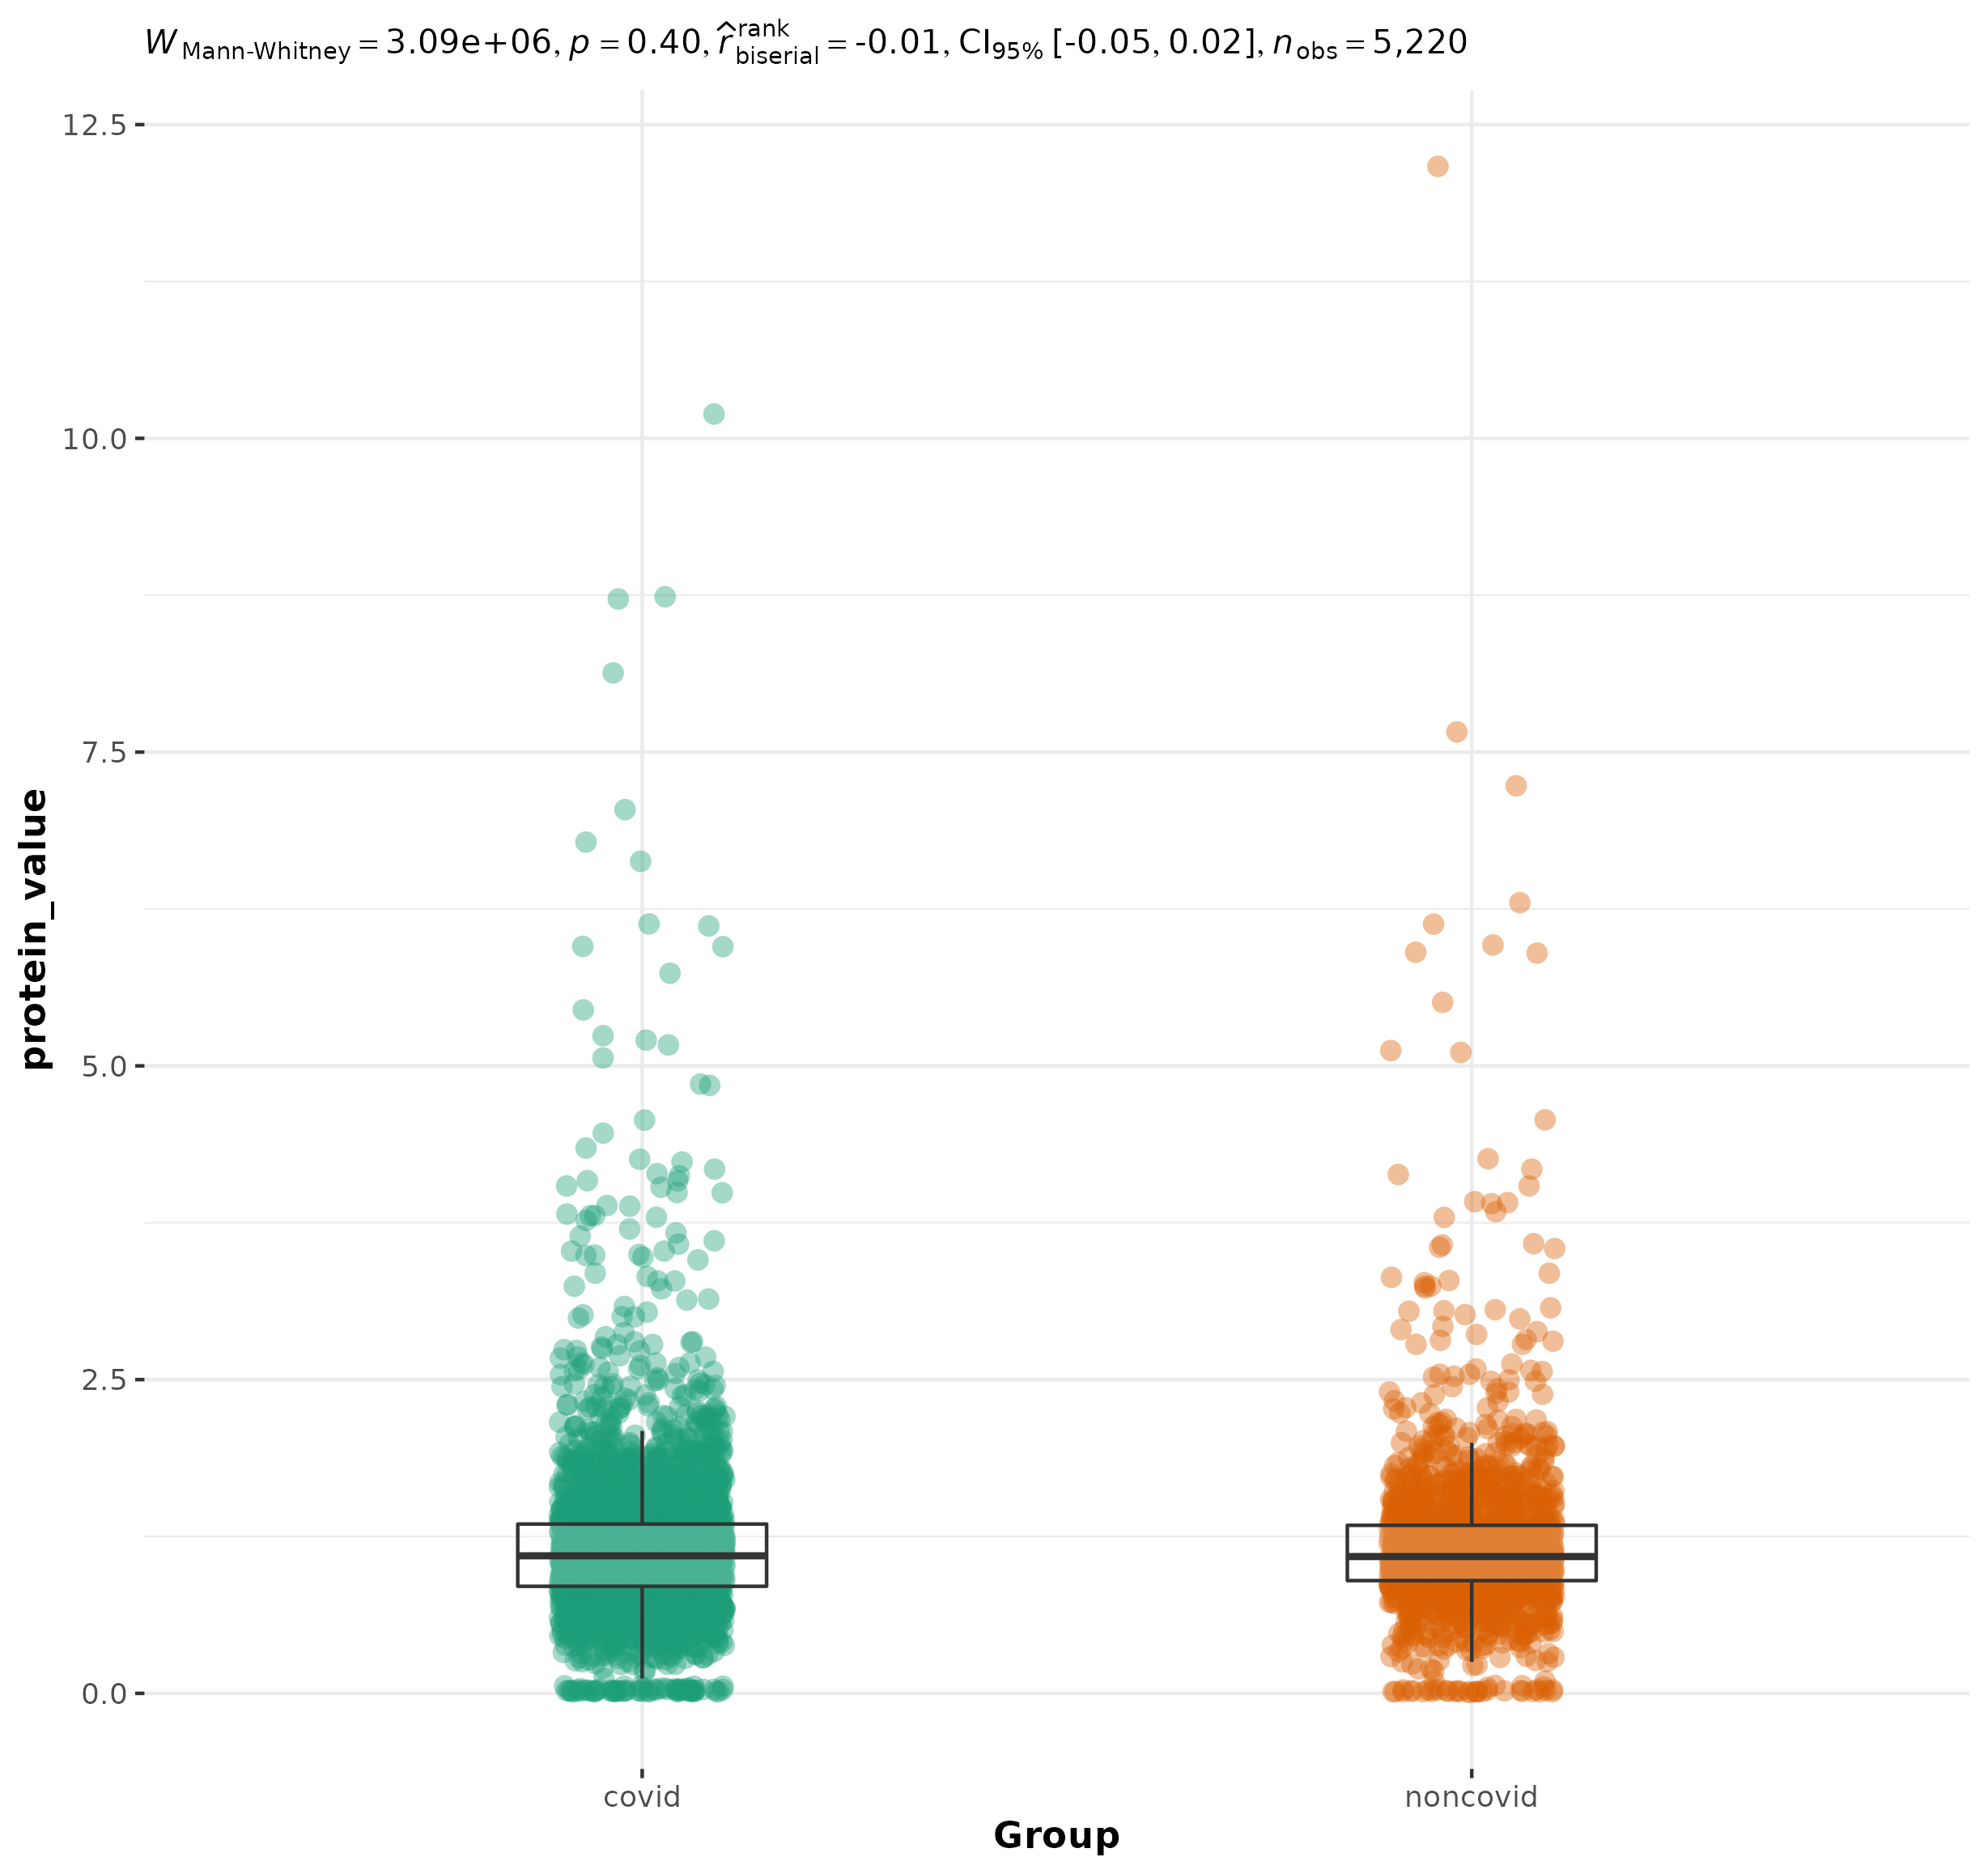 W Mann-Whitney = 3.09e+06, p = 0.40, r̂ rank biserial = -0.01, CI95% [-0.05, 0.02], n obs = 5,220
12.5
10.0
7.5
5.0
2.5
0.0
protein_value
covid noncovid
Group